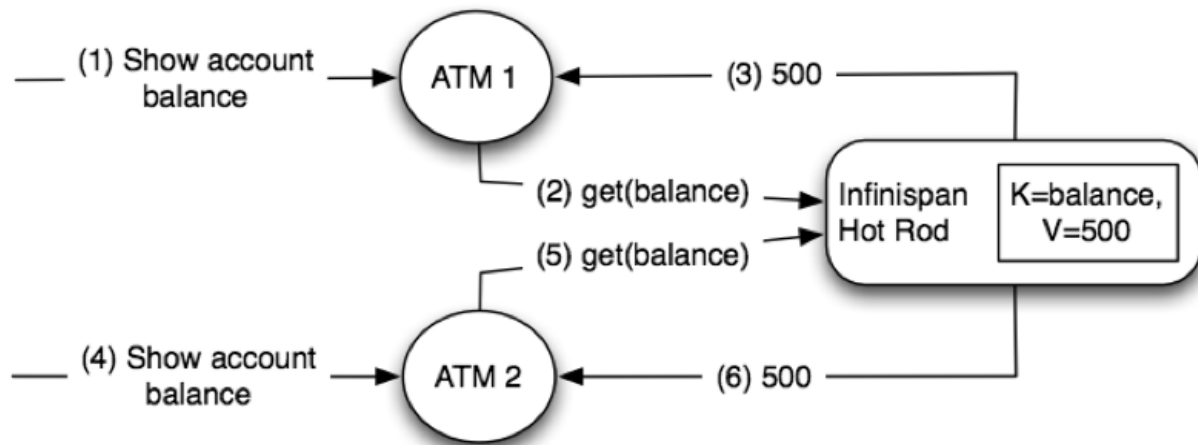 (1) Show account
balance
ATM 1
(3) 500
(2) get(balance)
Infinispan
Hot Rod
K=balance,
V=500
(5) get(balance)
(4) Show account
balance
ATM 2
(6) 500